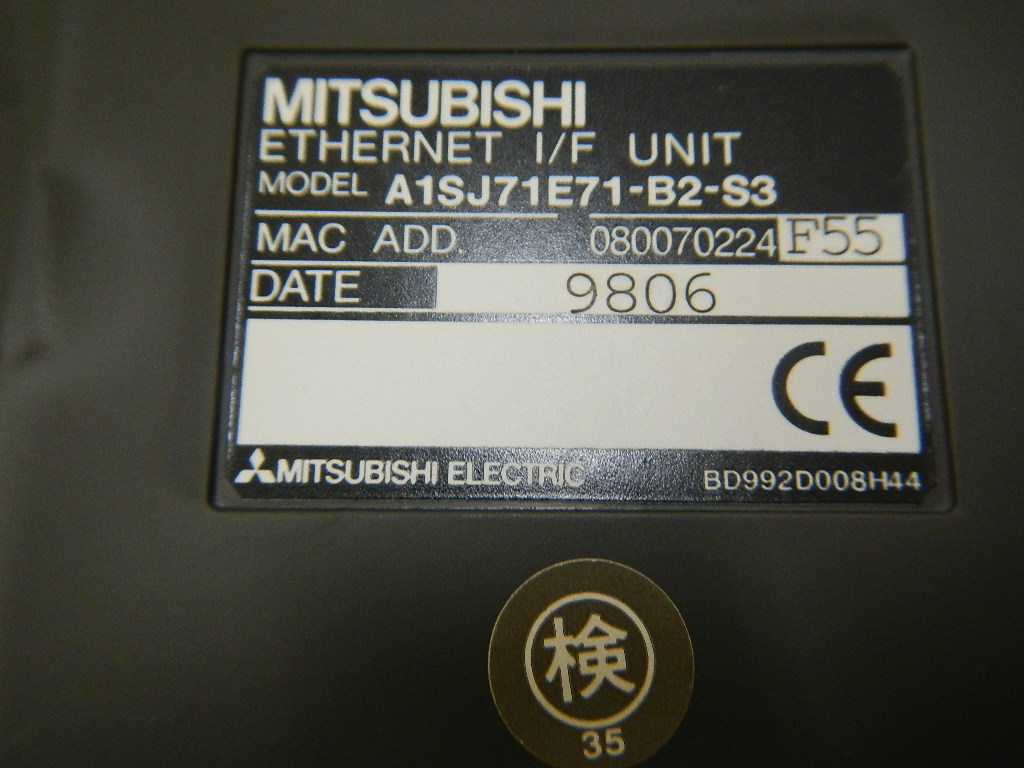 MITSUBISHI
ETHERNET I/F UNIT
MODEL A1SJ71E71-B2-S3
MAC ADD. 080070224F55
DATE 9806
CE
MITSUBISHI ELECTRIC BD992D008H44
検
35